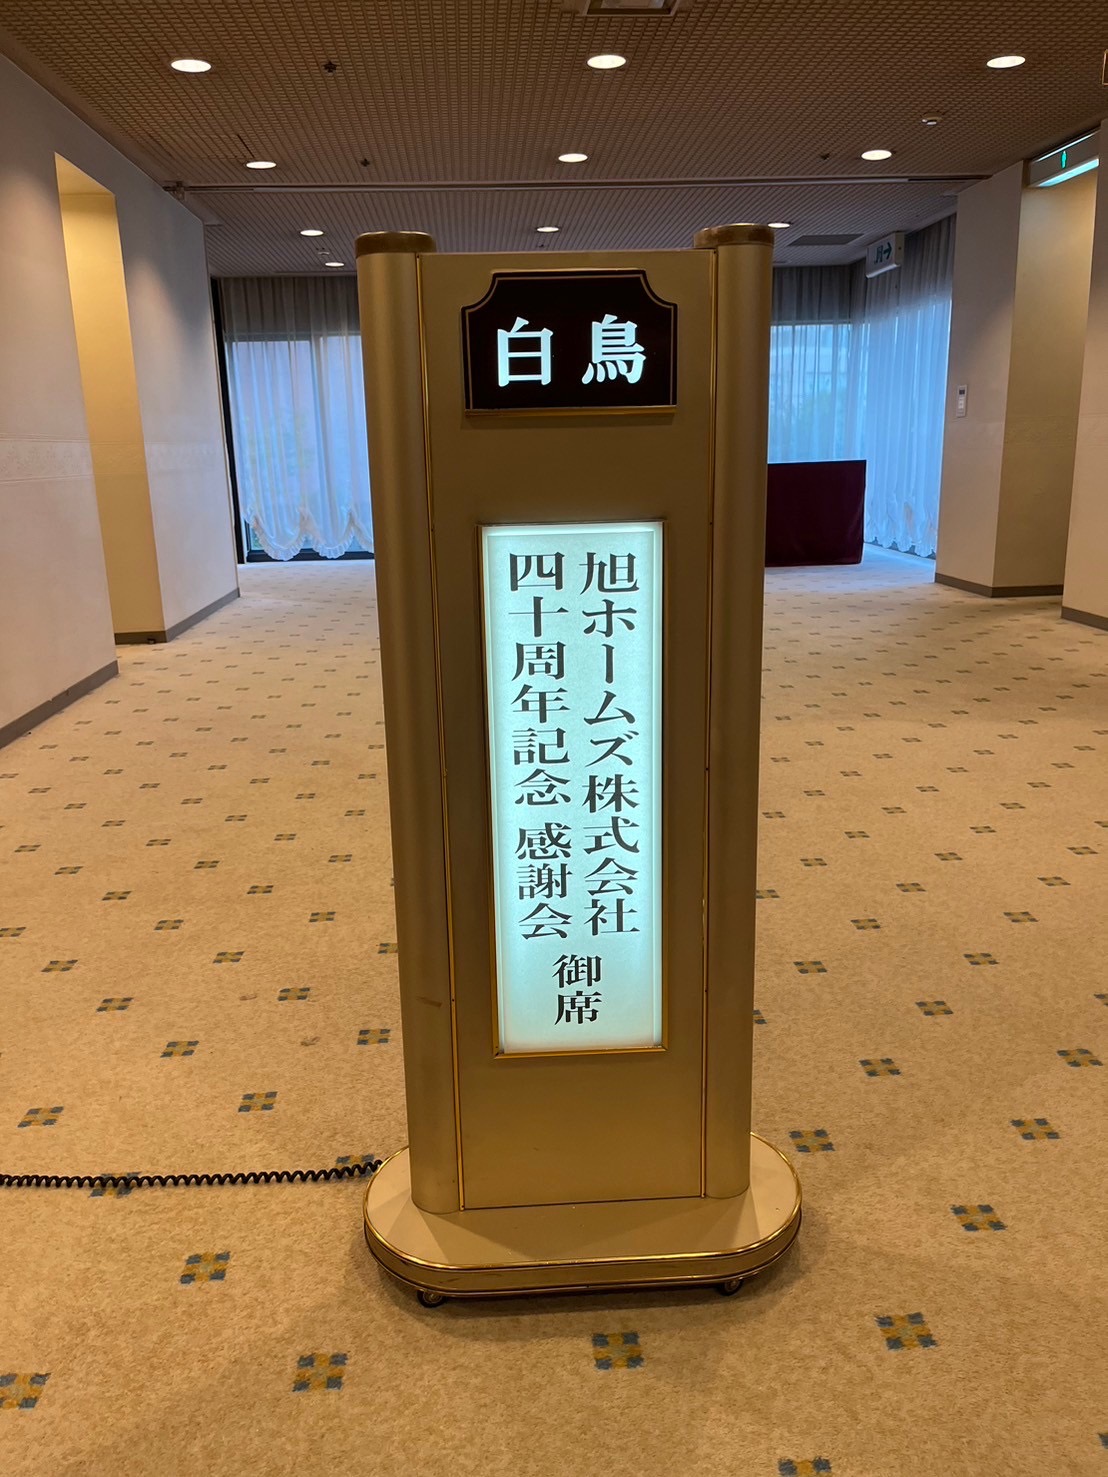 白鳥
旭ホームズ株式会社
四十周年記念 感謝会
御席